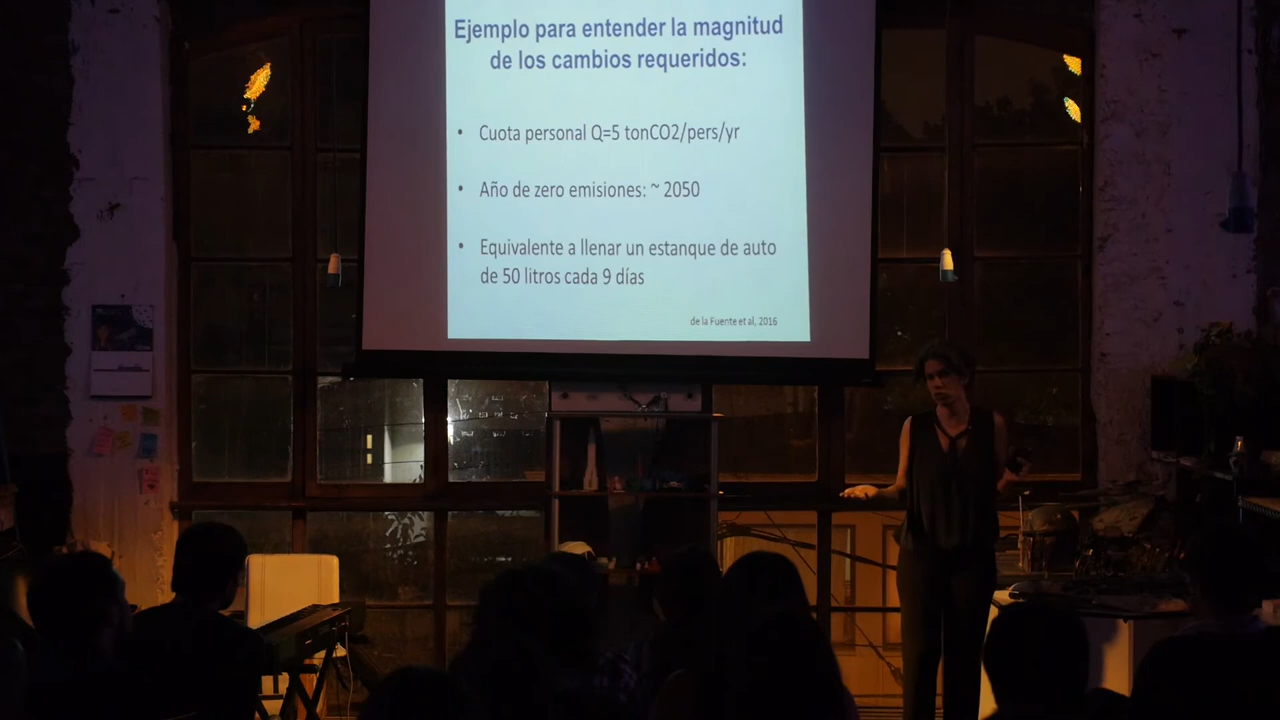 Ejemplo para entender la magnitud
de los cambios requeridos:
• Cuota personal Q=5 tonCO2/pers/yr
• Año de zero emisiones: ~ 2050
• Equivalente a llenar un estanque de auto
de 50 litros cada 9 días
de la Fuente et al, 2016